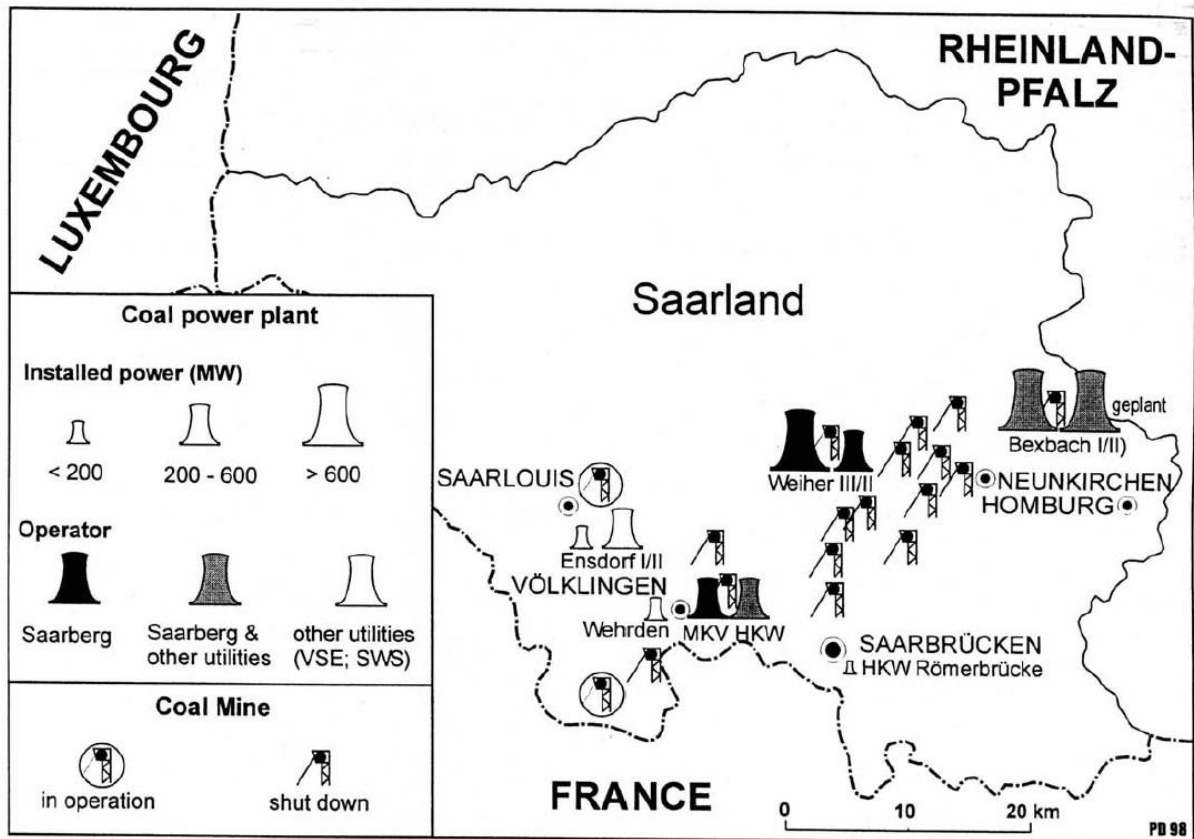 LUXEMBOURG
RHEINLAND-
PFALZ
Saarland
Coal power plant
Installed power (MW)
< 200
200 - 600
> 600
Operator
Saarberg
Saarberg &
other utilities
other utilities
(VSE; SWS)
Coal Mine
in operation
shut down
geplant
Bexbach I/II)
Weiher III/II
NEUNKIRCHEN
HOMBURG
SAARLOUIS
Ensdorf I/II
VÖLKLINGEN
Wehrden
MKV HKW
SAARBRÜCKEN
HKW Römerbrücke
FRANCE
0 10 20 km
PD 98